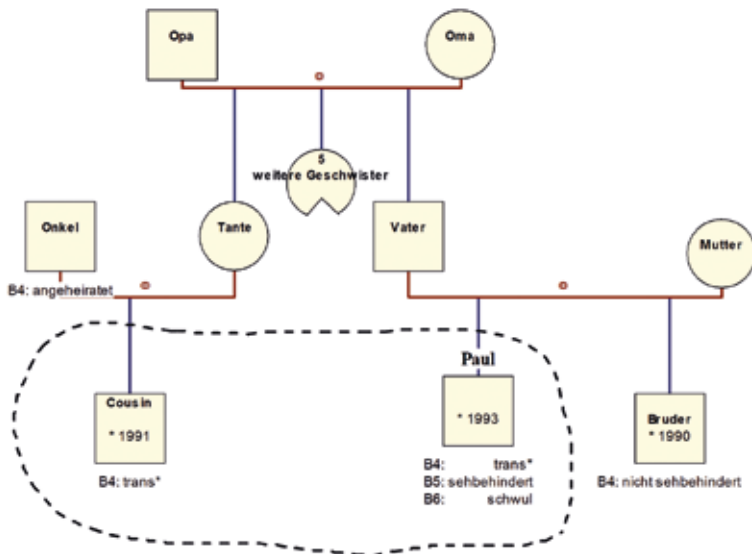 Opa
Oma
5
weitere Geschwister
Onkel
Tante
Vater
Mutter
B4: angeheiratet
Paul
Cousin
* 1991
* 1993
Bruder
* 1990
B4: trans*
B4: trans*
B5: sehbehindert
B6: schwul
B4: nicht sehbehindert